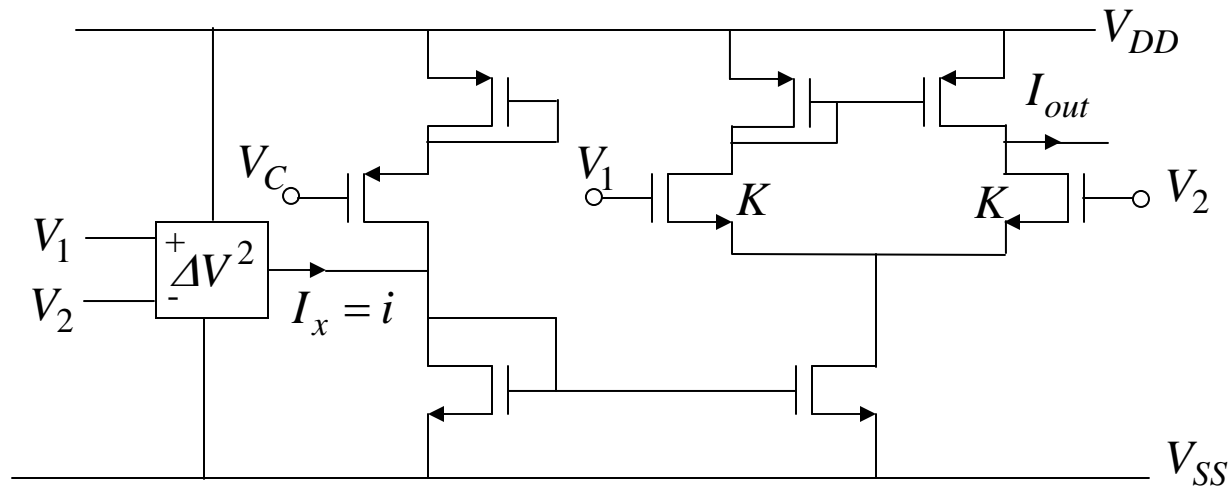 V_DD
I_out
V_C
V_1
K
K
V_2
V_1
+
ΔV^2
V_2
-
I_x = i
V_SS